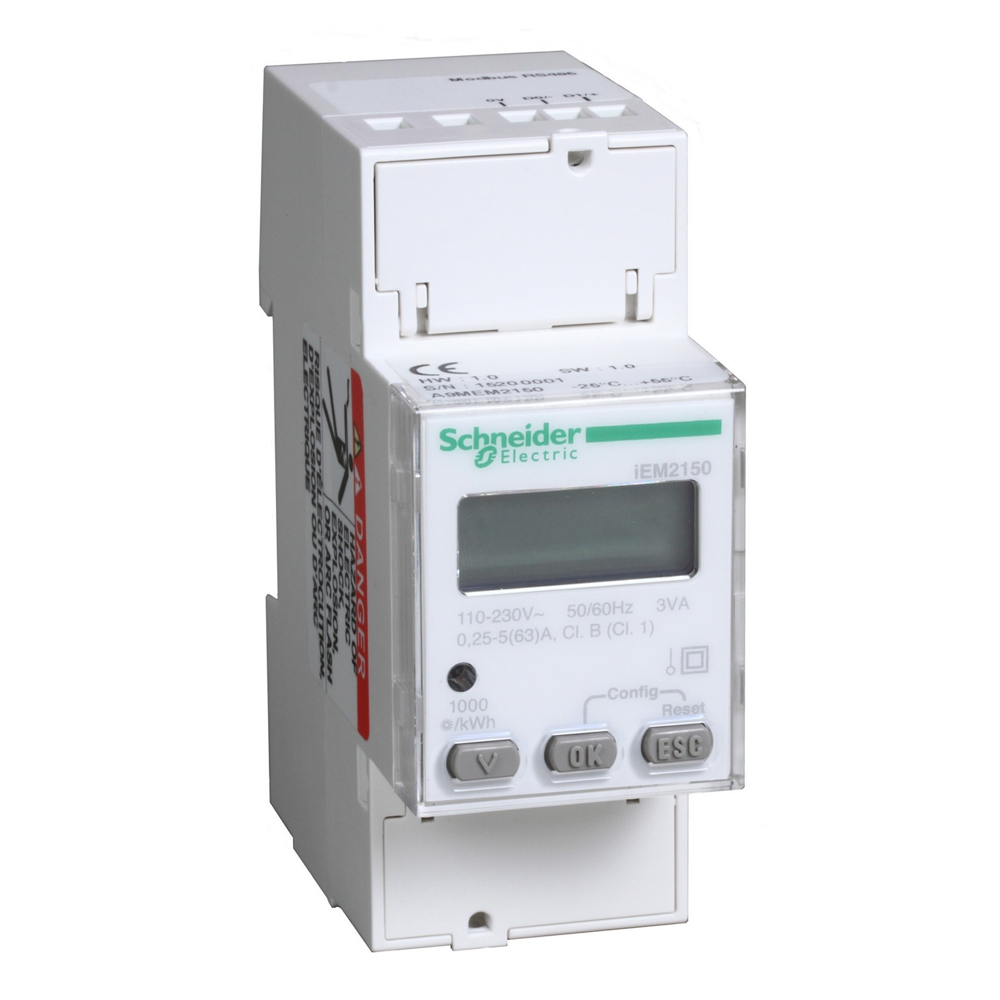 Modbus RS485
0V D0/- D1/+
CE
HW : 1.0 SW : 1.0
S/N : 15200001 -25°C...+55°C
A9MEM2150
Schneider
Electric
iEM2150
110-230V~ 50/60Hz 3VA
0,25-5(63)A, Cl. B (Cl. 1)
1000
/kWh
Config
Reset
OK
ESC
DANGER
HAZARD OF
ELECTRIC
SHOCK,
EXPLOSION,
OR ARC FLASH
RISQUE D'ÉLECTROCUTION,
D'EXPLOSION OU D'ARC
ÉLECTRIQUE